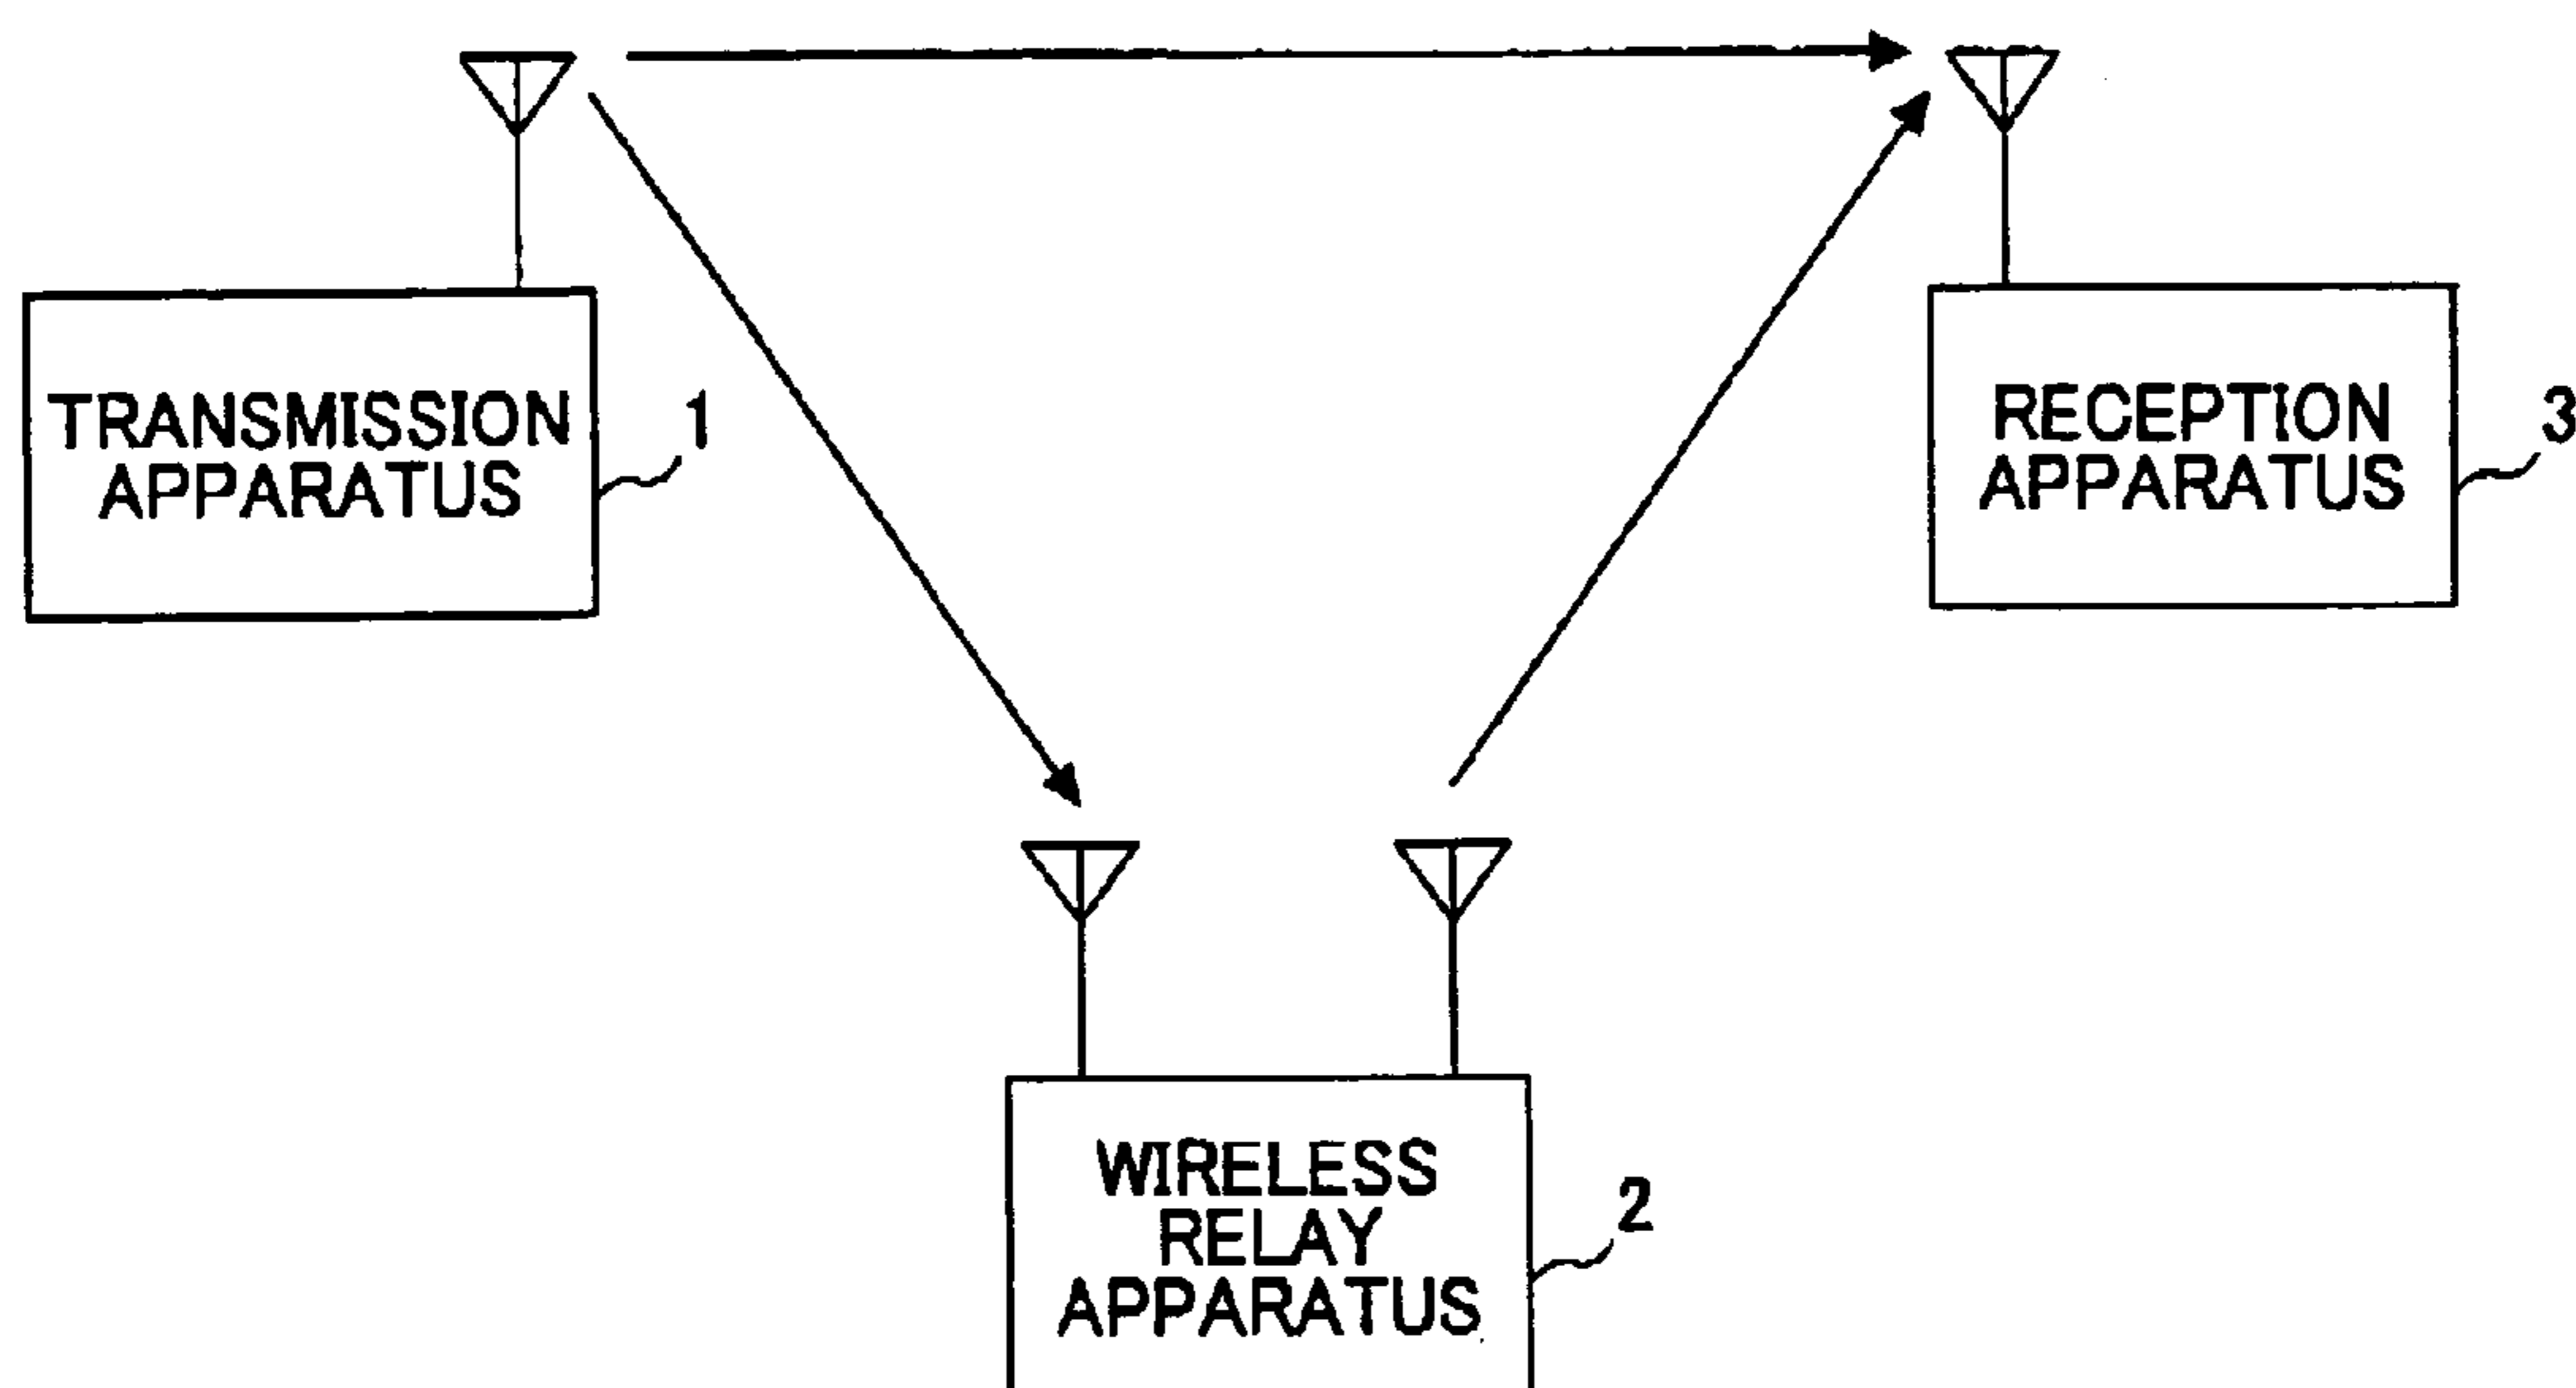 TRANSMISSION
APPARATUS
1
RECEPTION
APPARATUS
3
WIRELESS
RELAY
APPARATUS
2